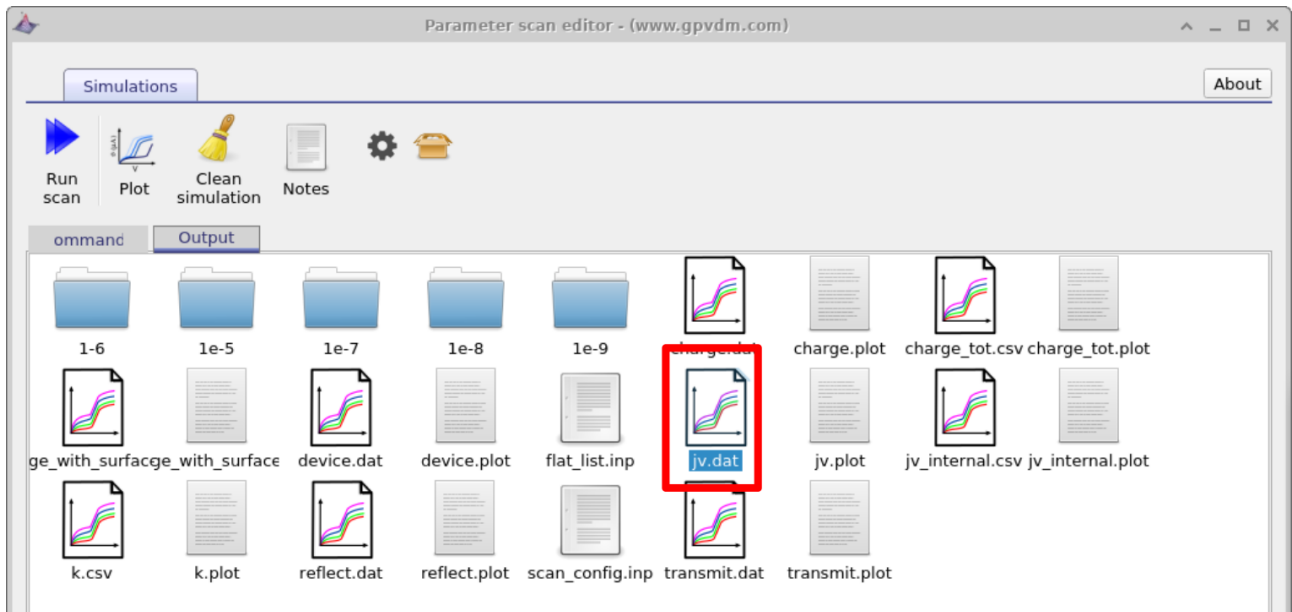 Parameter scan editor - (www.gpvdm.com)
Simulations
About
Run scan
Plot
Clean simulation
Notes
ommand
Output
1-6 1e-5 1e-7 1e-8 1e-9 charge.dat charge.plot charge_tot.csv charge_tot.plot
ge_with_surface ge_with_surface device.dat device.plot flat_list.inp jv.dat jv.plot jv_internal.csv jv_internal.plot
k.csv k.plot reflect.dat reflect.plot scan_config.inp transmit.dat transmit.plot